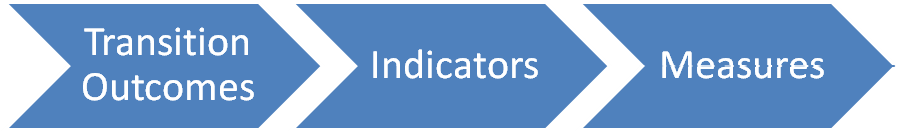 Transition
Outcomes
Indicators
Measures